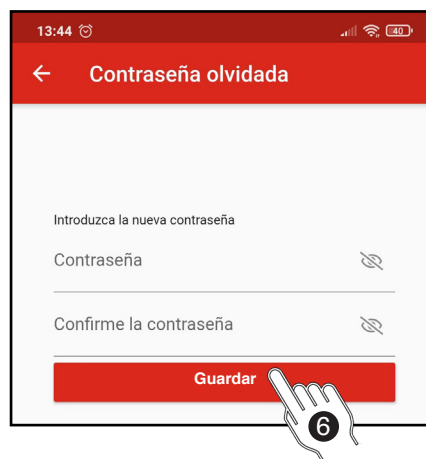 13:44 40
Contraseña olvidada
Introduzca la nueva contraseña
Contraseña
Confirme la contraseña
Guardar
6